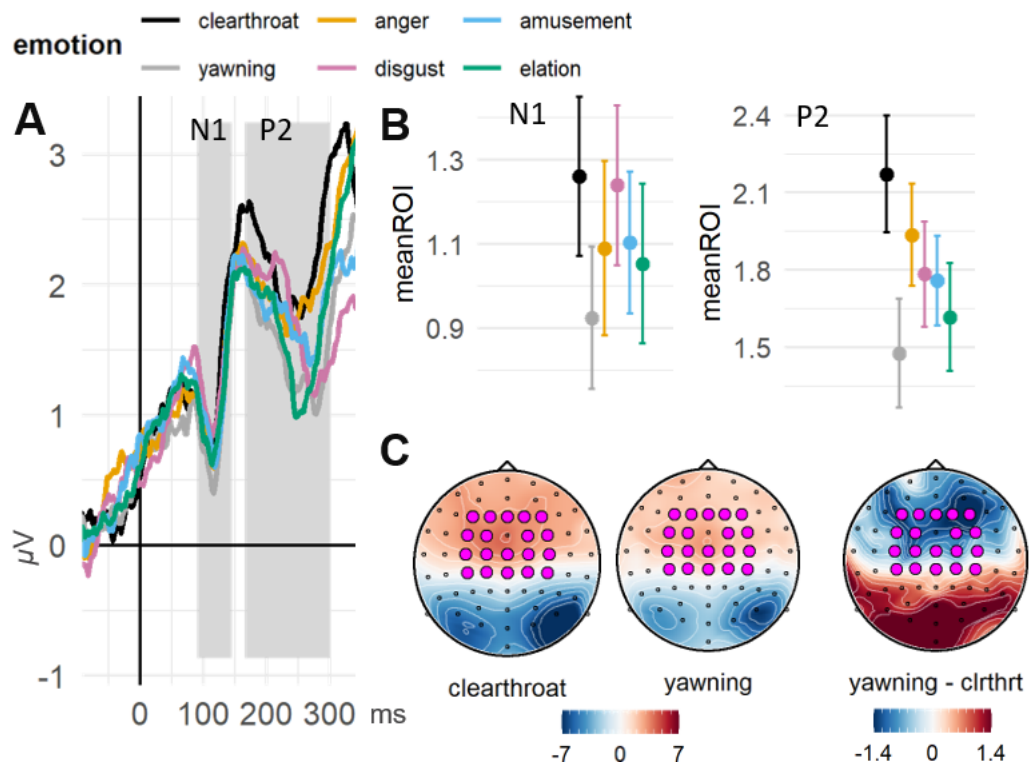 emotion
clearthroat anger amusement
yawning disgust elation
A
N1 P2
3
2
1
0
-1
µV
0 100 200 300 ms
B
N1
1.3
1.1
0.9
meanROI
P2
2.4
2.1
1.8
1.5
meanROI
C
clearthroat yawning yawning - clrthrt
-7 0 7
-1.4 0 1.4